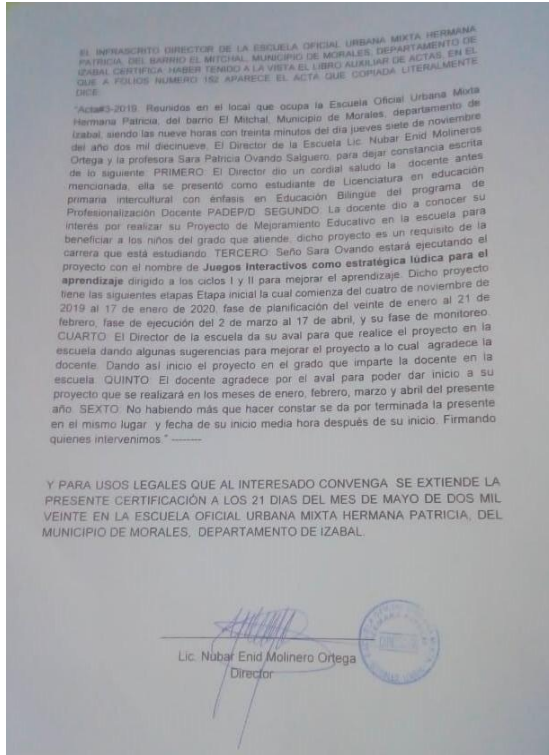 EL INFRASCRITO DIRECTOR DE LA ESCUELA OFICIAL URBANA MIXTA HERMANA
PATRICIA, DEL BARRIO EL MITCHAL, MUNICIPIO DE MORALES, DEPARTAMENTO DE
IZABAL CERTIFICA: HABER TENIDO A LA VISTA EL LIBRO AUXILIAR DE ACTAS, EN EL
QUE A FOLIOS NUMERO 152 APARECE EL ACTA QUE COPIADA LITERALMENTE
DICE:
"Acta#3-2019. Reunidos en el local que ocupa la Escuela Oficial Urbana Mixta
Hermana Patricia, del barrio El Mitchal, Municipio de Morales, departamento de
Izabal, siendo las nueve horas con treinta minutos del día jueves siete de noviembre
del año dos mil diecinueve. El Director de la Escuela Lic. Nubar Enid Molineros
Ortega y la profesora Sara Patricia Ovando Salguero, para dejar constancia escrita
de lo siguiente: PRIMERO: El Director dio un cordial saludo la docente antes
mencionada, ella se presentó como estudiante de Licenciatura en educación
primaria intercultural con énfasis en Educación Bilingüe del programa de
Profesionalización Docente PADEP/D. SEGUNDO: La docente dio a conocer su
interés por realizar su Proyecto de Mejoramiento Educativo en la escuela para
beneficiar a los niños del grado que atiende, dicho proyecto es un requisito de la
carrera que está estudiando. TERCERO: Seño Sara Ovando estará ejecutando el
proyecto con el nombre de Juegos Interactivos como estratégica lúdica para el
aprendizaje dirigido a los ciclos I y II para mejorar el aprendizaje. Dicho proyecto
tiene las siguientes etapas Etapa inicial la cual comienza del cuatro de noviembre de
2019 al 17 de enero de 2020, fase de planificación del veinte de enero al 21 de
febrero, fase de ejecución del 2 de marzo al 17 de abril, y su fase de monitoreo.
CUARTO: El Director de la escuela da su aval para que realice el proyecto en la
escuela dando algunas sugerencias para mejorar el proyecto a lo cual agradece la
docente. Dando así inicio el proyecto en el grado que imparte la docente en la
escuela QUINTO: El docente agradece por el aval para poder dar inicio a su
proyecto que se realizará en los meses de enero, febrero, marzo y abril del presente
año. SEXTO: No habiendo más que hacer constar se da por terminada la presente
en el mismo lugar y fecha de su inicio media hora después de su inicio. Firmando
quienes intervenimos." --------
Y PARA USOS LEGALES QUE AL INTERESADO CONVENGA SE EXTIENDE LA
PRESENTE CERTIFICACIÓN A LOS 21 DIAS DEL MES DE MAYO DE DOS MIL
VEINTE EN LA ESCUELA OFICIAL URBANA MIXTA HERMANA PATRICIA, DEL
MUNICIPIO DE MORALES, DEPARTAMENTO DE IZABAL.
Lic. Nubar Enid Molinero Ortega
Director